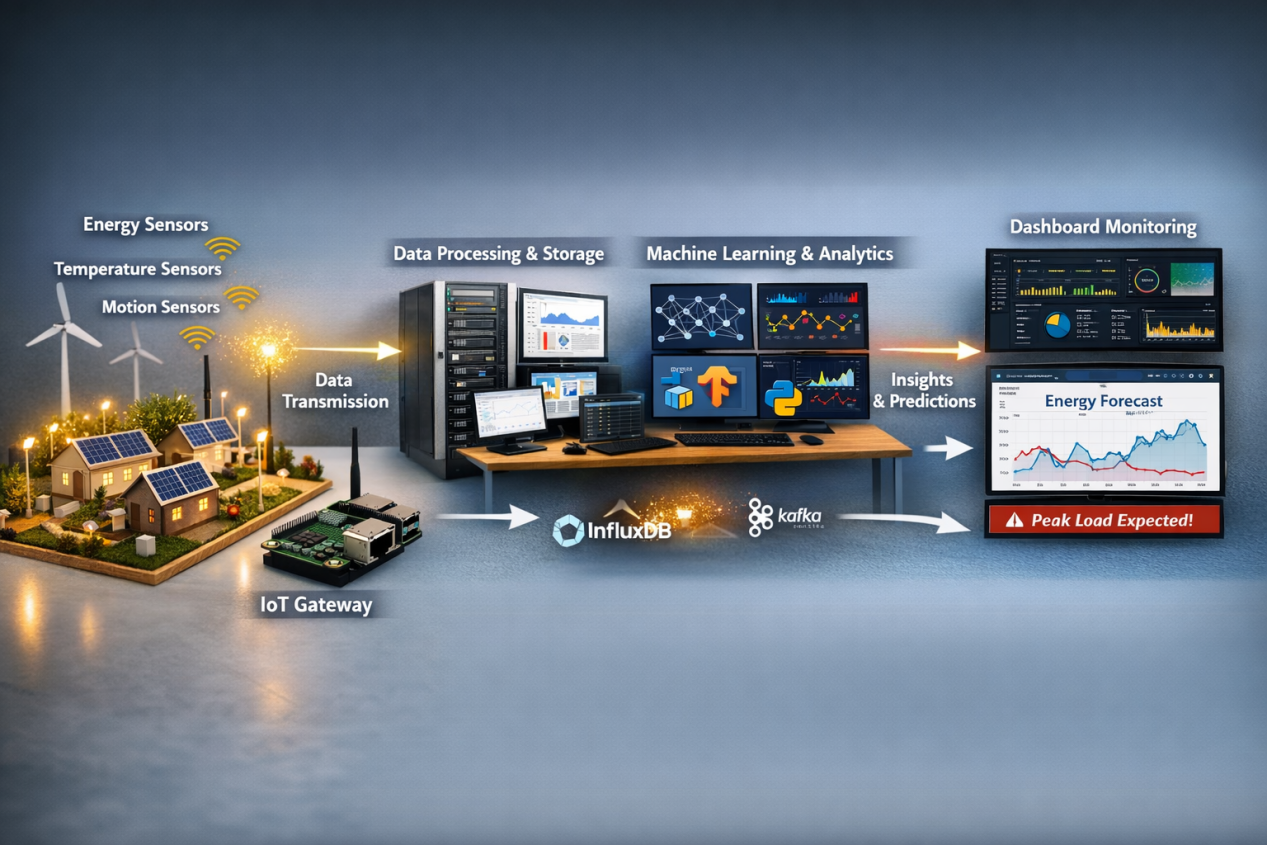 Energy Sensors
Temperature Sensors
Motion Sensors
Data
Transmission
IoT Gateway
Data Processing & Storage
Machine Learning & Analytics
InfluxDB
kafka
Insights
& Predictions
Dashboard Monitoring
Energy Forecast
Peak Load Expected!